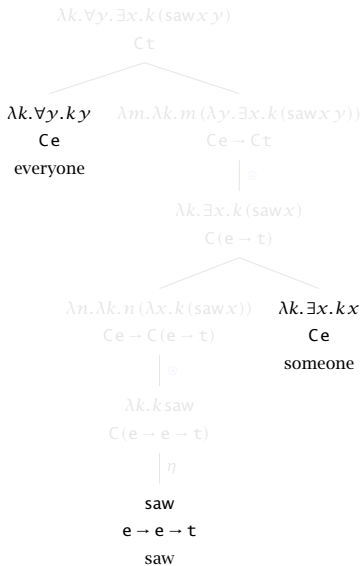 λk.∀y.∃x.k(saw x y)
Ct
λk.∀y.k y λm.λk.m(λy.∃x.k(saw x y))
Ce Ce → Ct
everyone
⊛
λk.∃x.k(saw x)
C(e → t)
λn.λk.n(λx.k(saw x)) λk.∃x.kx
Ce → C(e → t) Ce
someone
⊛
λk.k saw
C(e → e → t)
η
saw
e → e → t
saw